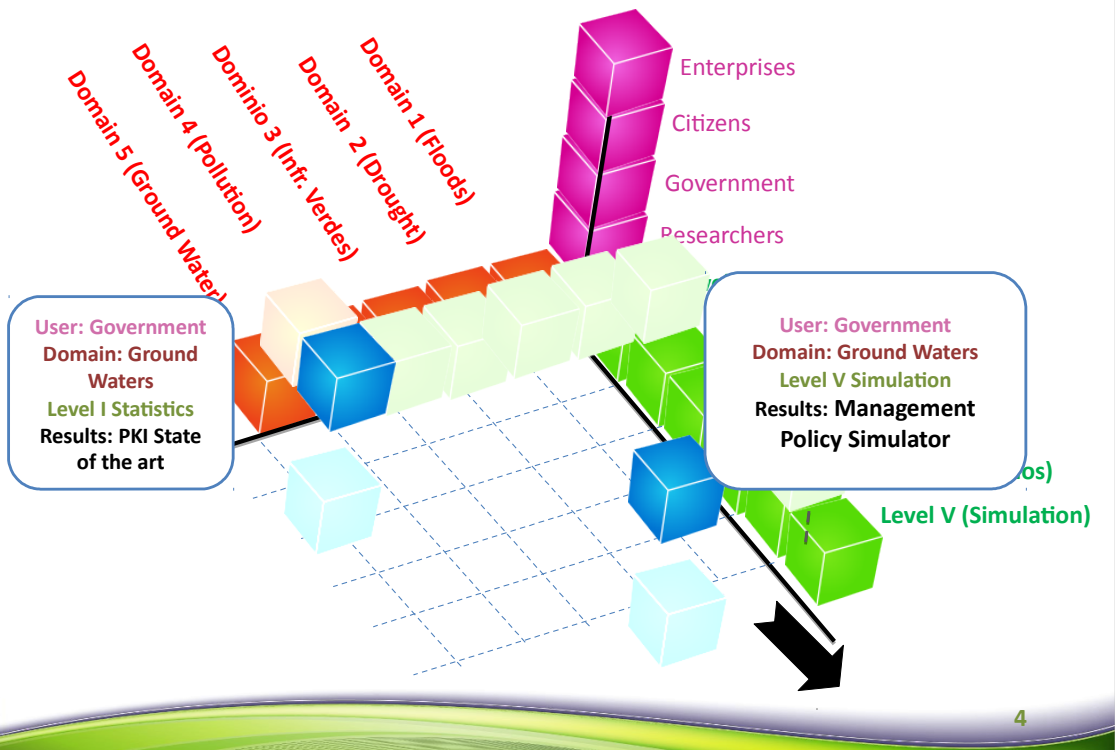 Enterprises
Citizens
Government
Researchers
Domain 1 (Floods)
Domain 2 (Drought)
Dominio 3 (Infr. Verdes)
Domain 4 (Pollution)
Domain 5 (Ground Water)
User: Government
Domain: Ground
Waters
Level I Statistics
Results: PKI State
of the art
User: Government
Domain: Ground Waters
Level V Simulation
Results: Management
Policy Simulator
os)
Level V (Simulation)
4